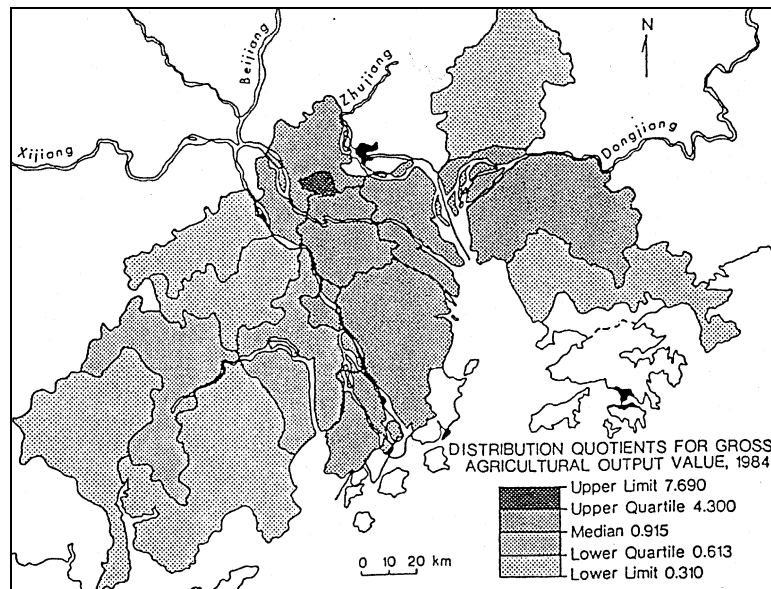 N
Beijiang
Zhujiang
Xijiang
Dongjiang
DISTRIBUTION QUOTIENTS FOR GROSS
AGRICULTURAL OUTPUT VALUE, 1984
Upper Limit 7.690
Upper Quartile 4.300
Median 0.915
Lower Quartile 0.613
Lower Limit 0.310
0 10 20 km